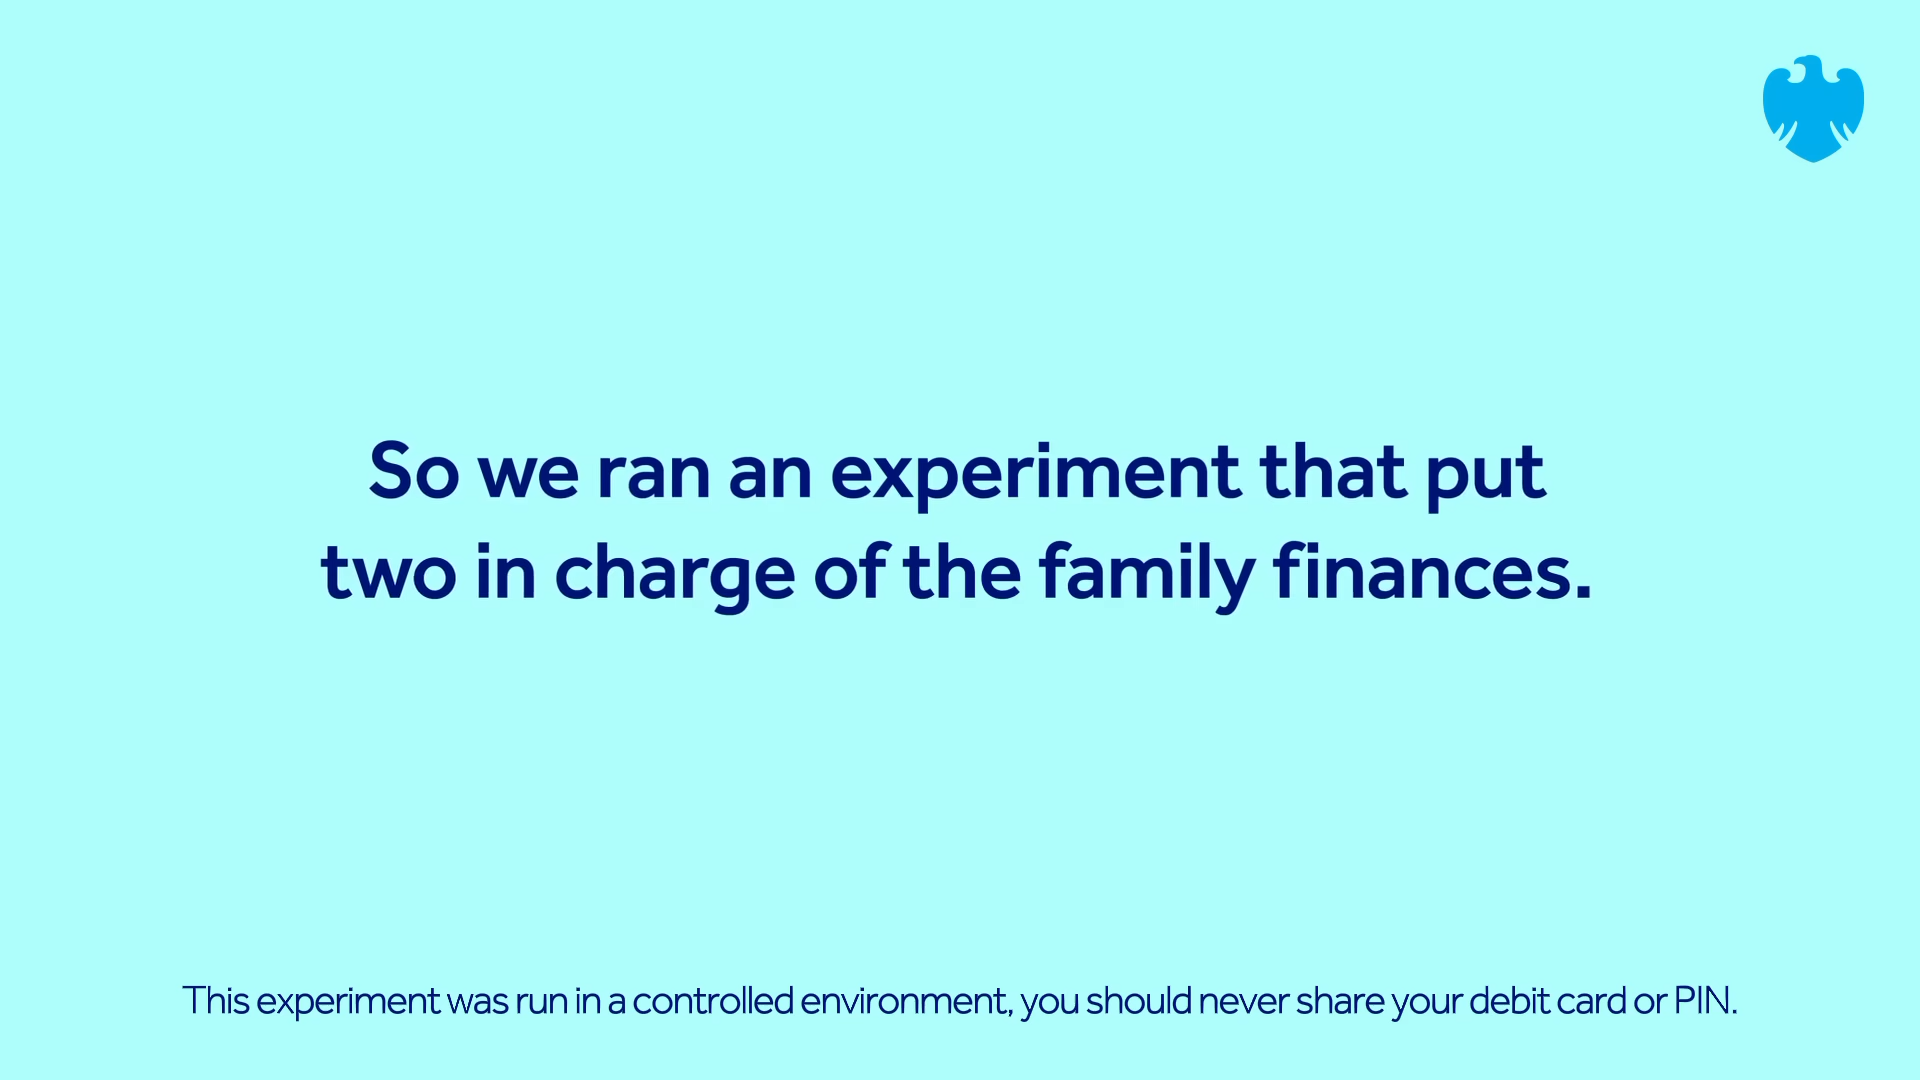 So we ran an experiment that put
two in charge of the family finances.
This experiment was run in a controlled environment, you should never share your debit card or PIN.